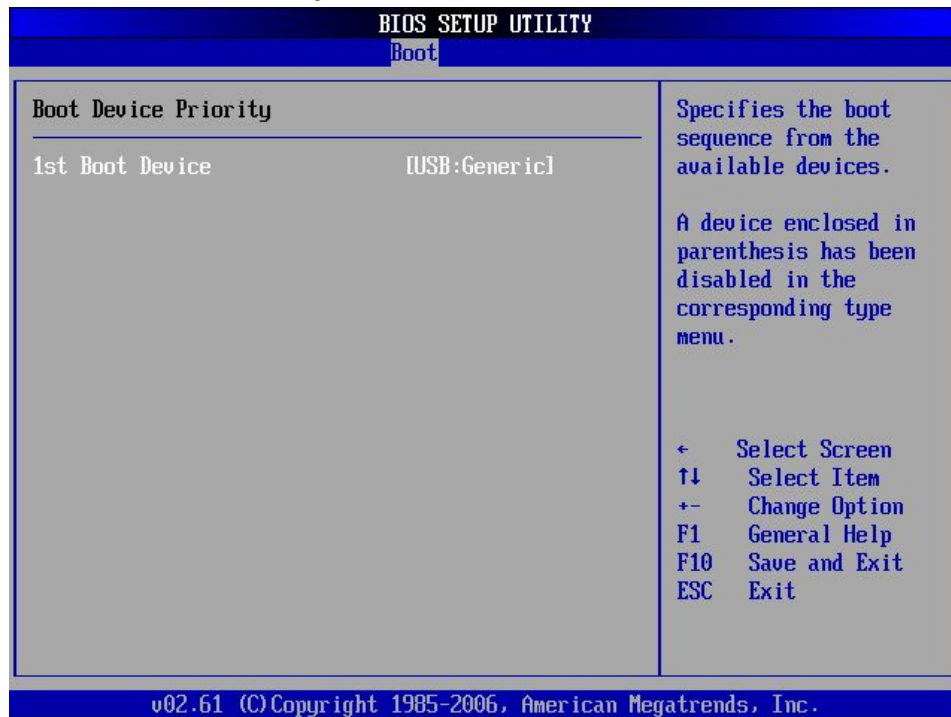 BIOS SETUP UTILITY
Boot
Boot Device Priority
1st Boot Device [USB:Generic]
Specifies the boot
sequence from the
available devices.
A device enclosed in
parenthesis has been
disabled in the
corresponding type
menu.
← Select Screen
↑↓ Select Item
+- Change Option
F1 General Help
F10 Save and Exit
ESC Exit
v02.61 (C)Copyright 1985-2006, American Megatrends, Inc.